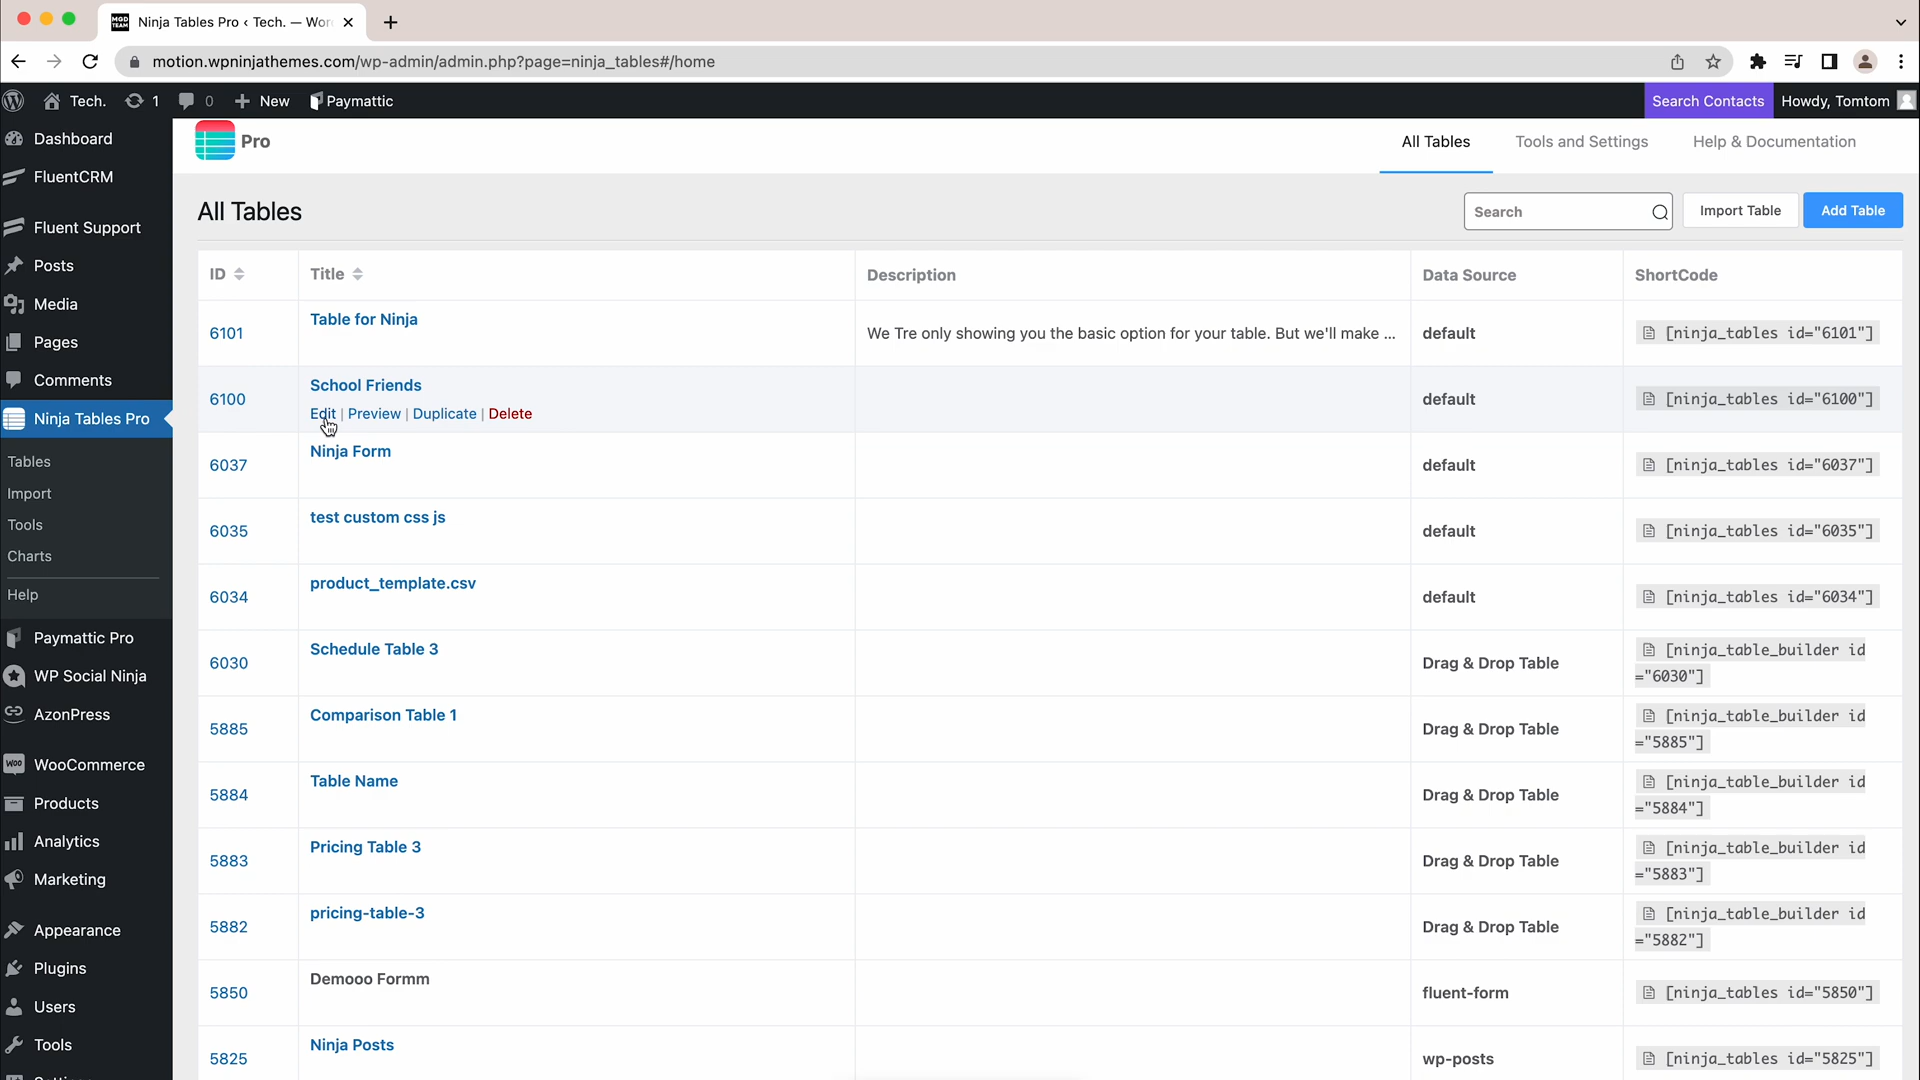 Ninja Tables Pro ‹ Tech. — Wor
motion.wpninjathemes.com/wp-admin/admin.php?page=ninja_tables#/home
Tech. 1 0 New Paymattic Search Contacts Howdy, Tomtom
Dashboard
FluentCRM
Fluent Support
Posts
Media
Pages
Comments
Ninja Tables Pro
Tables
Import
Tools
Charts
Help
Paymattic Pro
WP Social Ninja
AzonPress
WooCommerce
Products
Analytics
Marketing
Appearance
Plugins
Users
Tools
Pro All Tables Tools and Settings Help & Documentation
All Tables Search Import Table Add Table
ID Title Description Data Source ShortCode
6101 Table for Ninja We Tre only showing you the basic option for your table. But we'll make ... default [ninja_tables id="6101"]
6100 School Friends default [ninja_tables id="6100"]
Edit | Preview | Duplicate | Delete
6037 Ninja Form default [ninja_tables id="6037"]
6035 test custom css js default [ninja_tables id="6035"]
6034 product_template.csv default [ninja_tables id="6034"]
6030 Schedule Table 3 Drag & Drop Table [ninja_table_builder id
="6030"]
5885 Comparison Table 1 Drag & Drop Table [ninja_table_builder id
="5885"]
5884 Table Name Drag & Drop Table [ninja_table_builder id
="5884"]
5883 Pricing Table 3 Drag & Drop Table [ninja_table_builder id
="5883"]
5882 pricing-table-3 Drag & Drop Table [ninja_table_builder id
="5882"]
5850 Demooo Formm fluent-form [ninja_tables id="5850"]
5825 Ninja Posts wp-posts [ninja_tables id="5825"]